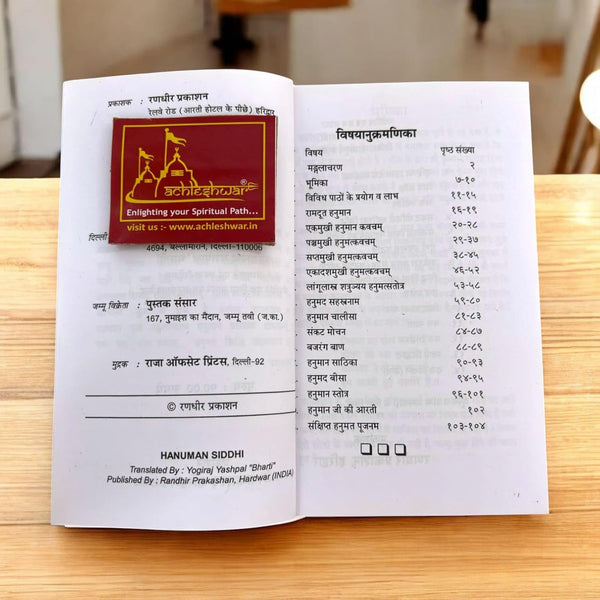 प्रकाशक : रणधीर प्रकाशन
रेलवे रोड (आरती होटल के पीछे) हरिद्वार
achleshwar®
Enlighting your Spiritual Path...
visit us :- www.achleshwar.in
दिल्ली
4694, बल्लीमारान, दिल्ली-110006
जम्मू विक्रेता : पुस्तक संसार
167, नुमाइश का मैदान, जम्मू तवी (ज.का.)
मुद्रक : राजा ऑफसेट प्रिंटर्स, दिल्ली-92
© रणधीर प्रकाशन
HANUMAN SIDDHI
Translated By : Yogiraj Yashpal "Bharti"
Published By : Randhir Prakashan, Hardwar (INDIA)
विषयानुक्रमणिका
विषय पृष्ठ संख्या
मङ्गलाचरण २
भूमिका ७-१०
विविध पाठों के प्रयोग व लाभ ११-१५
रामदूत हनुमान १६-१९
एकमुखी हनुमत् कवचम् २०-२८
पञ्चमुखी हनुमत्कवचम् २९-३७
सप्तमुखी हनुमत्कवचम् ३८-४५
एकादशमुखी हनुमत्कवचम् ४६-५२
लांगूलास्त्र शत्रुञ्जय हनुमत्स्तोत्र ५३-५८
हनुमद सहस्रनाम ५९-८०
हनुमान चालीसा ८१-८३
संकट मोचन ८४-८७
बजरंग बाण ८८-८९
हनुमान साठिका ९०-९३
हनुमद बीसा ९४-९५
हनुमान स्तोत्र ९६-१०१
हनुमान जी की आरती १०२
संक्षिप्त हनुमत पूजनम १०३-१०४